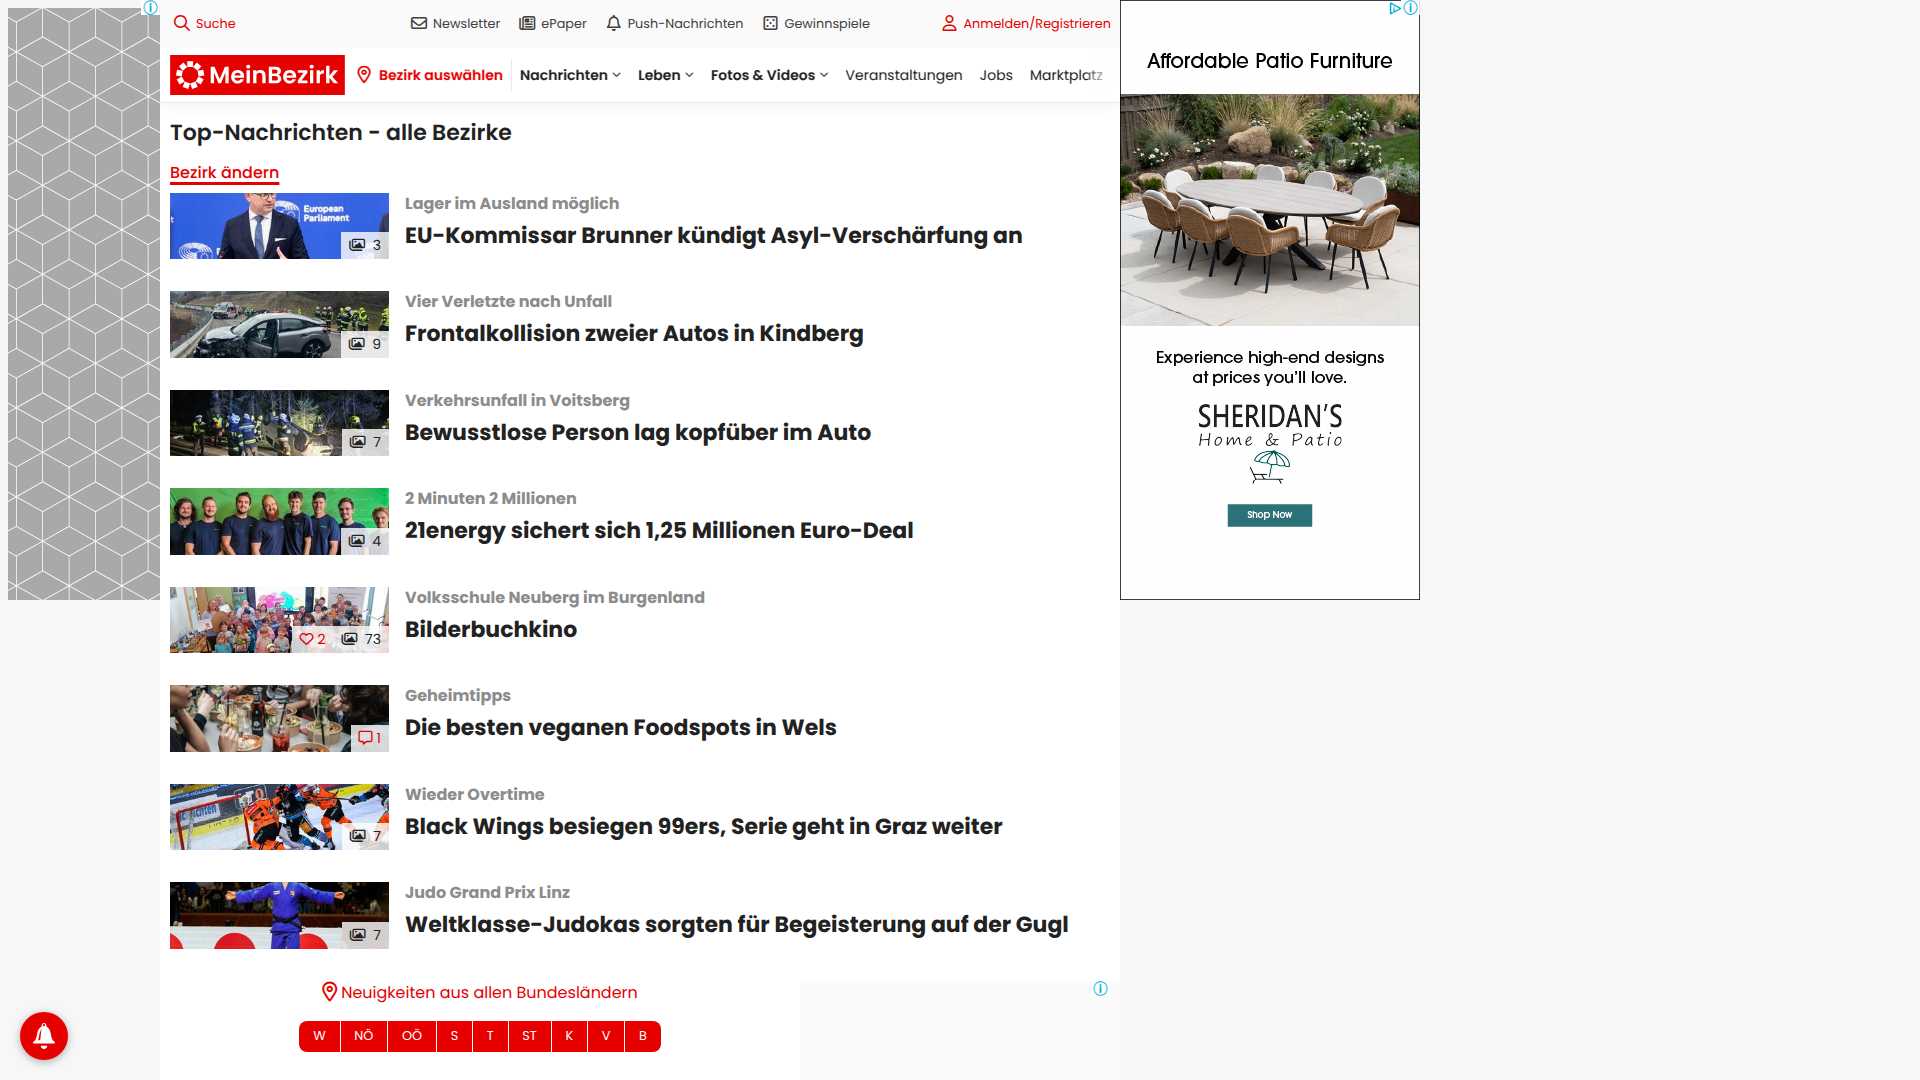 Suche
Newsletter
ePaper
Push-Nachrichten
Gewinnspiele
Anmelden/Registrieren
MeinBezirk
Bezirk auswählen
Nachrichten
Leben
Fotos & Videos
Veranstaltungen
Jobs
Marktplatz
Top-Nachrichten - alle Bezirke
Bezirk ändern
European
Parliament
3
Lager im Ausland möglich
EU-Kommissar Brunner kündigt Asyl-Verschärfung an
9
Vier Verletzte nach Unfall
Frontalkollision zweier Autos in Kindberg
7
Verkehrsunfall in Voitsberg
Bewusstlose Person lag kopfüber im Auto
4
2 Minuten 2 Millionen
21energy sichert sich 1,25 Millionen Euro-Deal
2
73
Volksschule Neuberg im Burgenland
Bilderbuchkino
1
Geheimtipps
Die besten veganen Foodspots in Wels
7
Wieder Overtime
Black Wings besiegen 99ers, Serie geht in Graz weiter
7
Judo Grand Prix Linz
Weltklasse-Judokas sorgten für Begeisterung auf der Gugl
Neuigkeiten aus allen Bundesländern
W
NÖ
OÖ
S
T
ST
K
V
B
Affordable Patio Furniture
Experience high-end designs
at prices you'll love.
SHERIDAN'S
Home & Patio
Shop Now